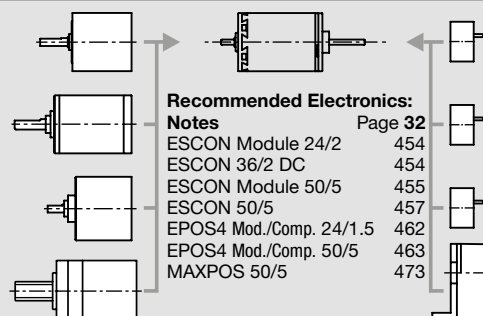 Recommended Electronics:
Notes Page 32
ESCON Module 24/2 454
ESCON 36/2 DC 454
ESCON Module 50/5 455
ESCON 50/5 457
EPOS4 Mod./Comp. 24/1.5 462
EPOS4 Mod./Comp. 50/5 463
MAXPOS 50/5 473